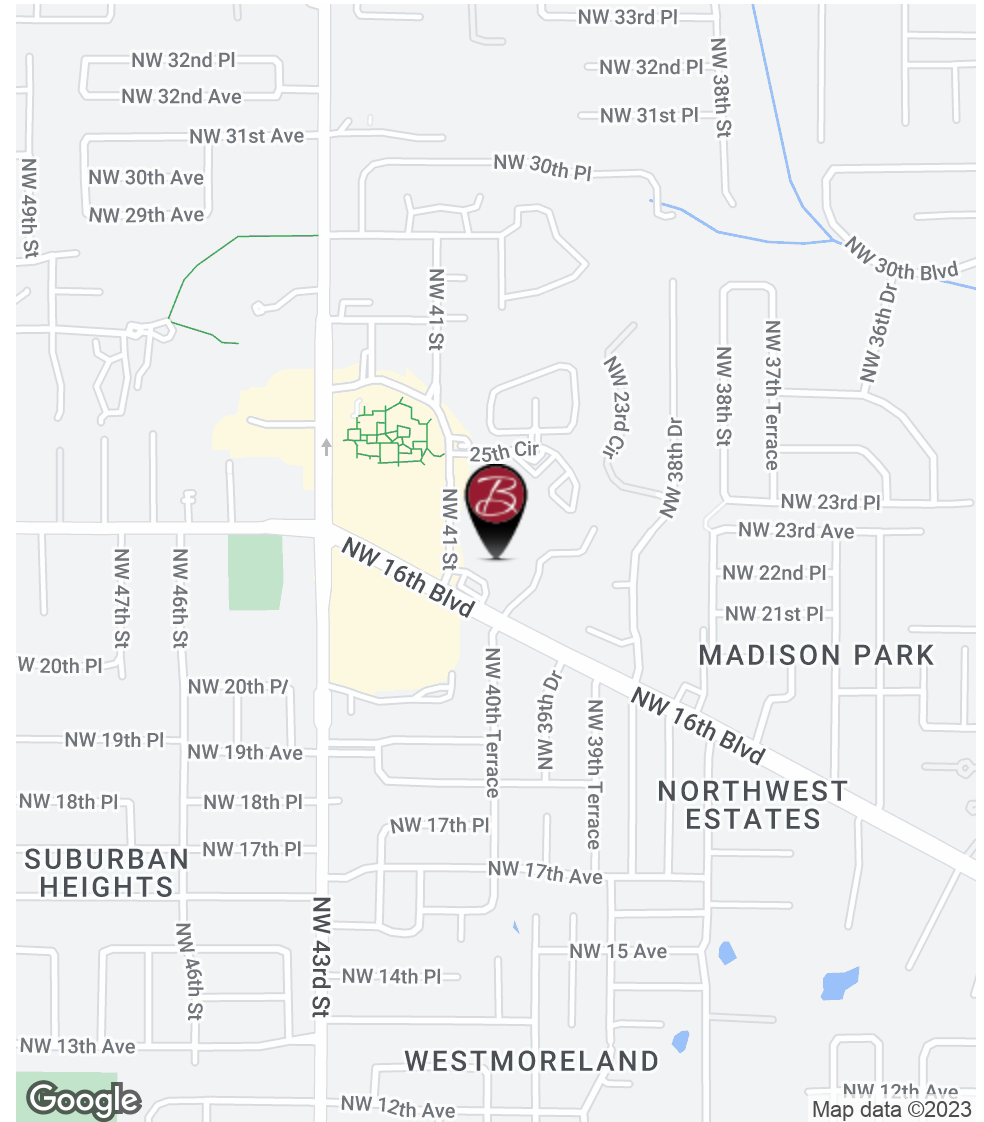 NW 33rd Pl
NW 32nd Pl
NW 32nd Pl
NW 38th St
NW 32nd Ave
NW 31st Pl
NW 31st Ave
NW 49th St
NW 30th Pl
NW 30th Ave
NW 29th Ave
NW 30th Blvd
NW 41 St
NW 36th Dr
NW 37th Terrace
NW 38th St
NW 23rd Cir
NW 38th Dr
25th Cir
B
NW 41 St
NW 23rd Pl
NW 23rd Ave
NW 16th Blvd
NW 47th St
NW 46th St
NW 22nd Pl
NW 21st Pl
MADISON PARK
W 20th Pl
NW 20th P/
NW 40th Terrace
NW 39th Dr
NW 39th Terrace
NW 16th Blvd
NW 19th Pl
NW 19th Ave
NORTHWEST
ESTATES
NW 18th Pl
NW 18th Pl
NW 17th Pl
NW 17th Pl
SUBURBAN
HEIGHTS
NW 17th Ave
NW 43rd St
NW 46th St
NW 15 Ave
NW 14th Pl
NW 13th Ave
WESTMORELAND
NW 12th Ave
NW 12th Ave
Google
Map data ©2023